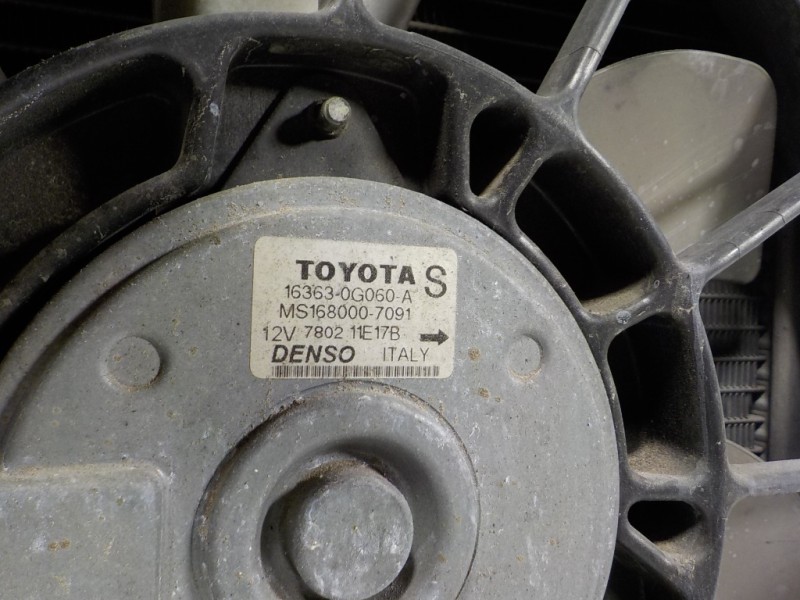 TOYOTA S
16363-0G060-A
MS168000-7091
12V 7802 11E17B
DENSO ITALY